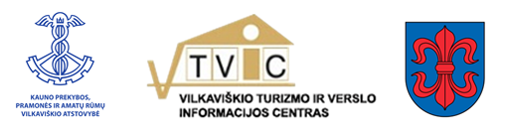 KAUNO PREKYBOS,
PRAMONĖS IR AMATŲ RŪMŲ
VILKAVIŠKIO ATSTOVYBĖ
TVIC
VILKAVIŠKIO TURIZMO IR VERSLO
INFORMACIJOS CENTRAS